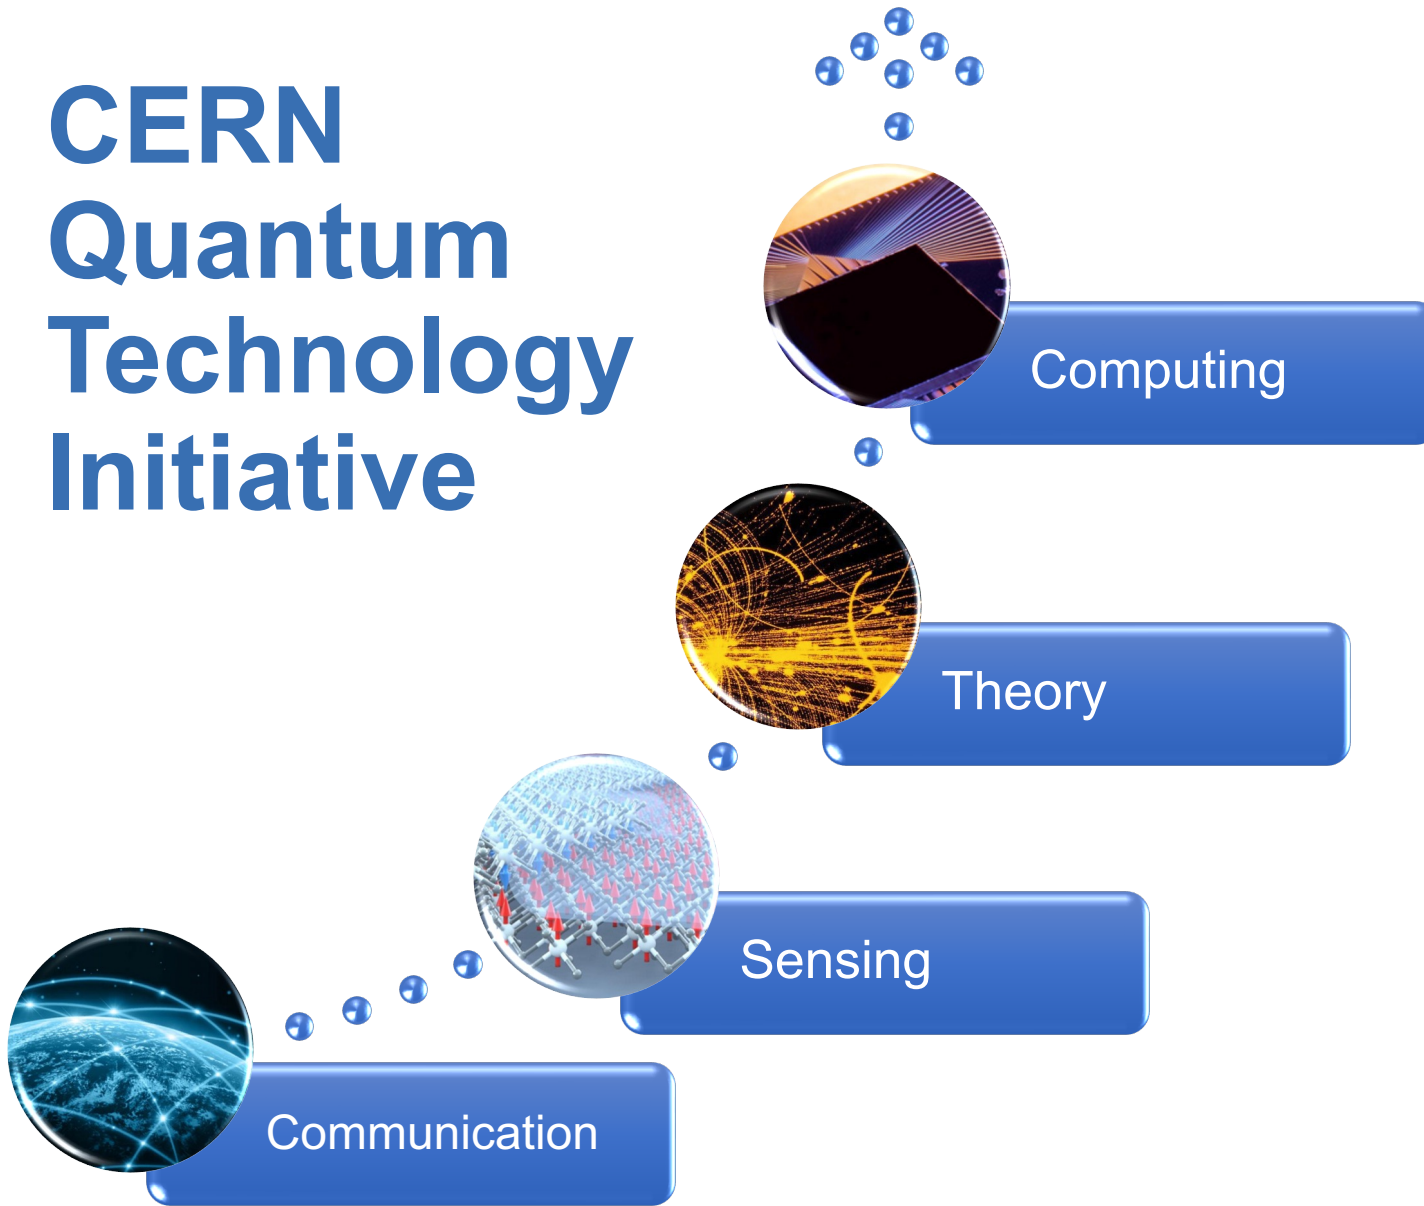 CERN
Quantum
Technology
Initiative
Computing
Theory
Sensing
Communication